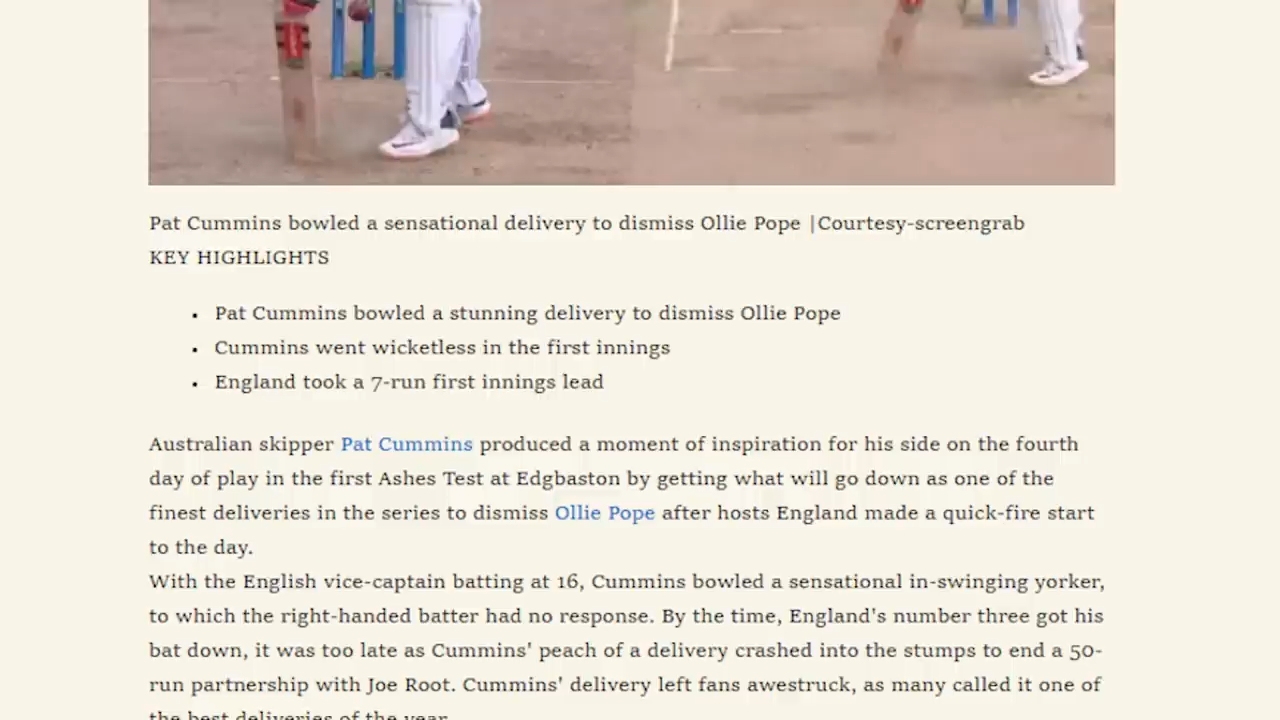 Pat Cummins bowled a sensational delivery to dismiss Ollie Pope |Courtesy-screengrab
KEY HIGHLIGHTS
• Pat Cummins bowled a stunning delivery to dismiss Ollie Pope
• Cummins went wicketless in the first innings
• England took a 7-run first innings lead
Australian skipper Pat Cummins produced a moment of inspiration for his side on the fourth
day of play in the first Ashes Test at Edgbaston by getting what will go down as one of the
finest deliveries in the series to dismiss Ollie Pope after hosts England made a quick-fire start
to the day.
With the English vice-captain batting at 16, Cummins bowled a sensational in-swinging yorker,
to which the right-handed batter had no response. By the time, England's number three got his
bat down, it was too late as Cummins' peach of a delivery crashed into the stumps to end a 50-
run partnership with Joe Root. Cummins' delivery left fans awestruck, as many called it one of
the best deliveries of the year.